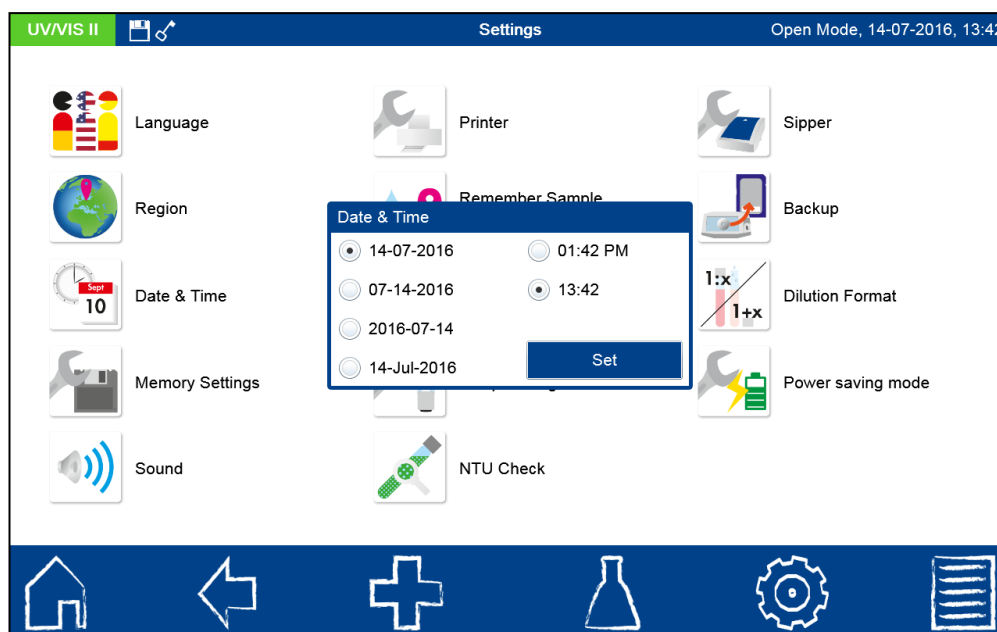 UV/VIS II
Settings
Open Mode, 14-07-2016, 13:42
Language
Printer
Sipper
Region
Remember Sample
Backup
Date & Time
14-07-2016
01:42 PM
07-14-2016
13:42
2016-07-14
14-Jul-2016
Set
Sept
10
Date & Time
1:x
1+x
Dilution Format
Memory Settings
Power saving mode
Sound
NTU Check